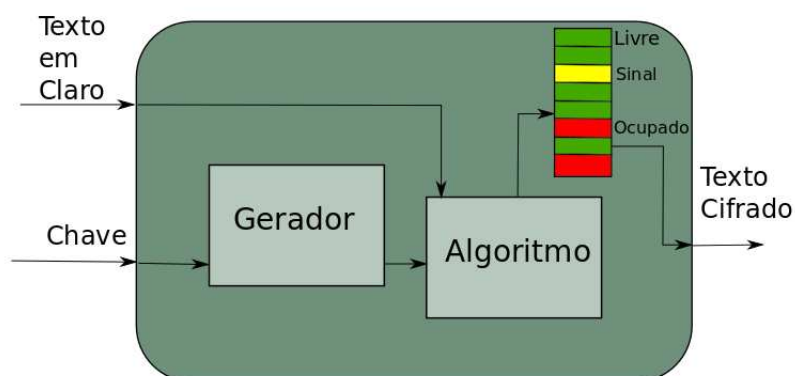 Texto
em
Claro
Livre
Sinal
Ocupado
Gerador
Chave
Algoritmo
Texto
Cifrado